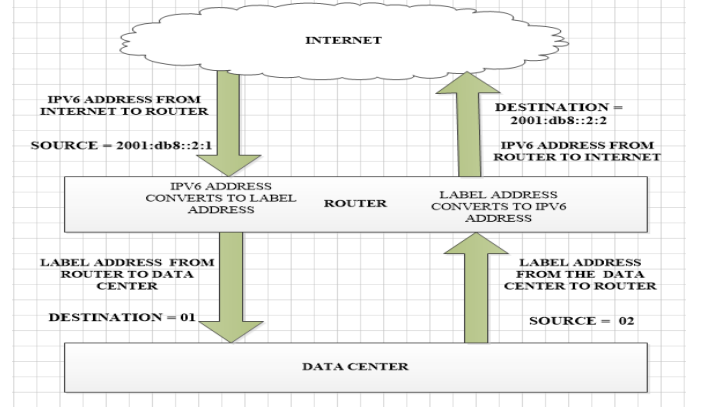 INTERNET
IPV6 ADDRESS FROM
INTERNET TO ROUTER
SOURCE = 2001:db8::2:1
DESTINATION =
2001:db8::2:2
IPV6 ADDRESS FROM
ROUTER TO INTERNET
IPV6 ADDRESS
CONVERTS TO LABEL
ADDRESS
ROUTER
LABEL ADDRESS
CONVERTS TO IPV6
ADDRESS
LABEL ADDRESS FROM
ROUTER TO DATA
CENTER
DESTINATION = 01
LABEL ADDRESS
FROM THE DATA
CENTER TO ROUTER
SOURCE = 02
DATA CENTER